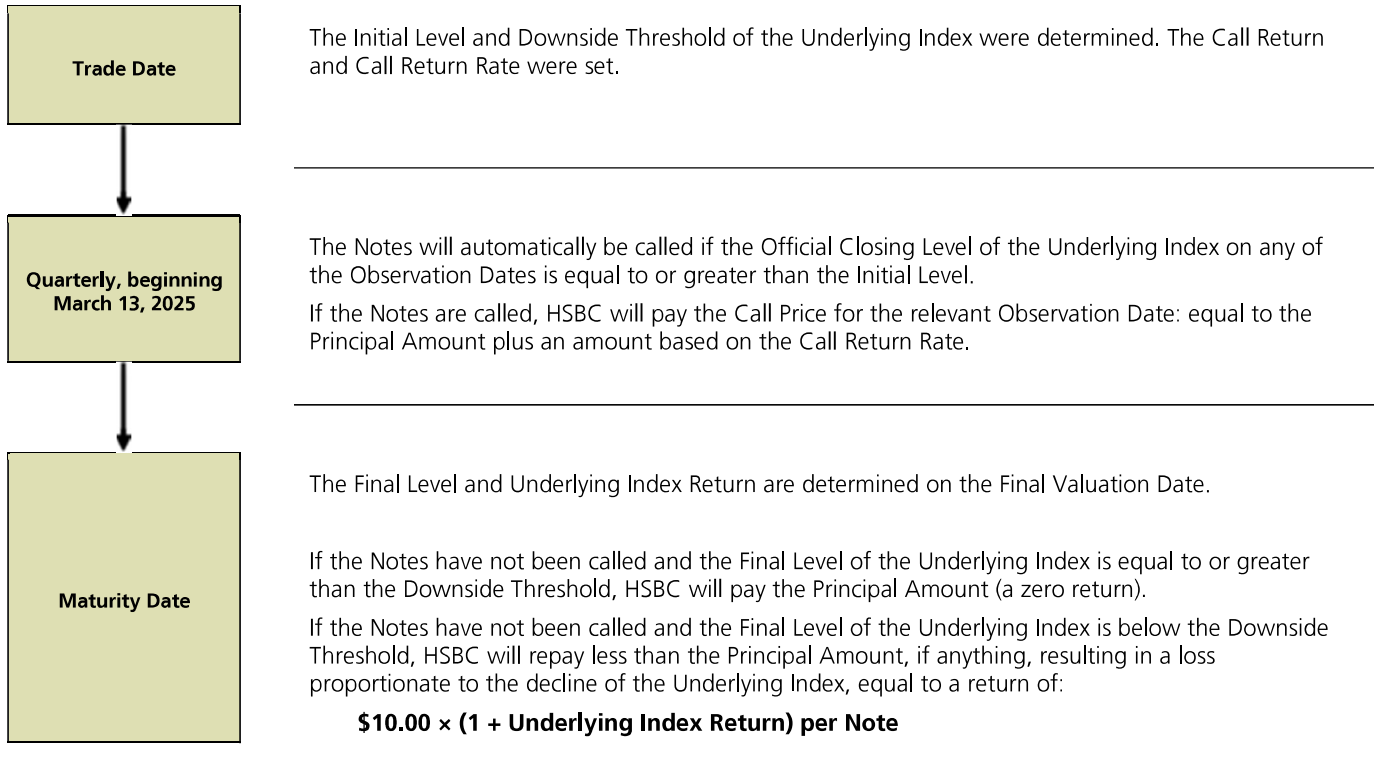 Trade Date
The Initial Level and Downside Threshold of the Underlying Index were determined. The Call Return
and Call Return Rate were set.
Quarterly, beginning
March 13, 2025
The Notes will automatically be called if the Official Closing Level of the Underlying Index on any of
the Observation Dates is equal to or greater than the Initial Level.
If the Notes are called, HSBC will pay the Call Price for the relevant Observation Date: equal to the
Principal Amount plus an amount based on the Call Return Rate.
Maturity Date
The Final Level and Underlying Index Return are determined on the Final Valuation Date.
If the Notes have not been called and the Final Level of the Underlying Index is equal to or greater
than the Downside Threshold, HSBC will pay the Principal Amount (a zero return).
If the Notes have not been called and the Final Level of the Underlying Index is below the Downside
Threshold, HSBC will repay less than the Principal Amount, if anything, resulting in a loss
proportionate to the decline of the Underlying Index, equal to a return of:
$10.00 × (1 + Underlying Index Return) per Note